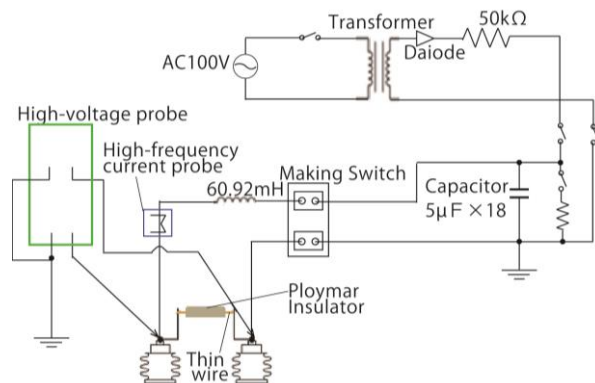 Transformer
50kΩ
Daiode
AC100V
High-voltage probe
High-frequency
current probe
60,92mH
Making Switch
Capacitor
5μF×18
Ploymar
Insulator
Thin
wire